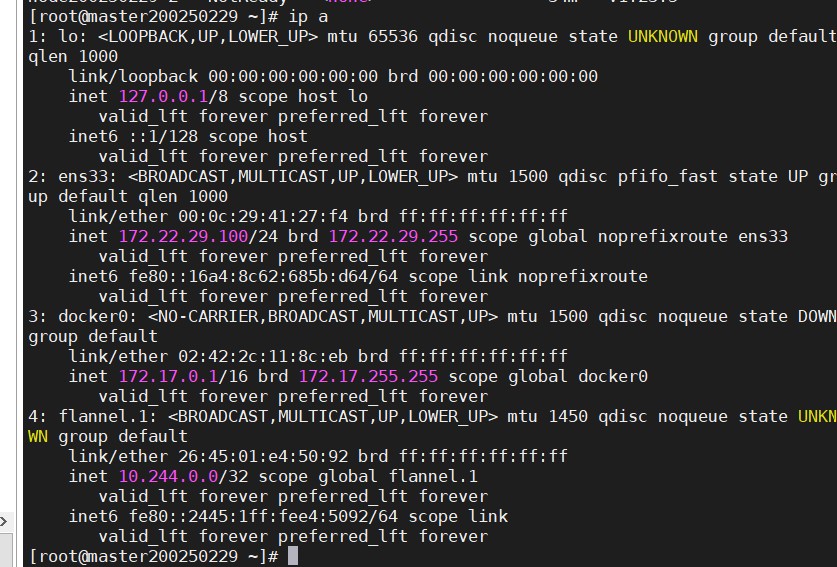 [root@master200250229 ~]# ip a
1: lo: <LOOPBACK,UP,LOWER_UP> mtu 65536 qdisc noqueue state UNKNOWN group default
qlen 1000
    link/loopback 00:00:00:00:00:00 brd 00:00:00:00:00:00
    inet 127.0.0.1/8 scope host lo
       valid_lft forever preferred_lft forever
    inet6 ::1/128 scope host
       valid_lft forever preferred_lft forever
2: ens33: <BROADCAST,MULTICAST,UP,LOWER_UP> mtu 1500 qdisc pfifo_fast state UP gr
up default qlen 1000
    link/ether 00:0c:29:41:27:f4 brd ff:ff:ff:ff:ff:ff
    inet 172.22.29.100/24 brd 172.22.29.255 scope global noprefixroute ens33
       valid_lft forever preferred_lft forever
    inet6 fe80::16a4:8c62:685b:d64/64 scope link noprefixroute
       valid_lft forever preferred_lft forever
3: docker0: <NO-CARRIER,BROADCAST,MULTICAST,UP> mtu 1500 qdisc noqueue state DOWN
group default
    link/ether 02:42:2c:11:8c:eb brd ff:ff:ff:ff:ff:ff
    inet 172.17.0.1/16 brd 172.17.255.255 scope global docker0
       valid_lft forever preferred_lft forever
4: flannel.1: <BROADCAST,MULTICAST,UP,LOWER_UP> mtu 1450 qdisc noqueue state UNKN
WN group default
    link/ether 26:45:01:e4:50:92 brd ff:ff:ff:ff:ff:ff
    inet 10.244.0.0/32 scope global flannel.1
       valid_lft forever preferred_lft forever
    inet6 fe80::2445:1ff:fee4:5092/64 scope link
       valid_lft forever preferred_lft forever
[root@master200250229 ~]#